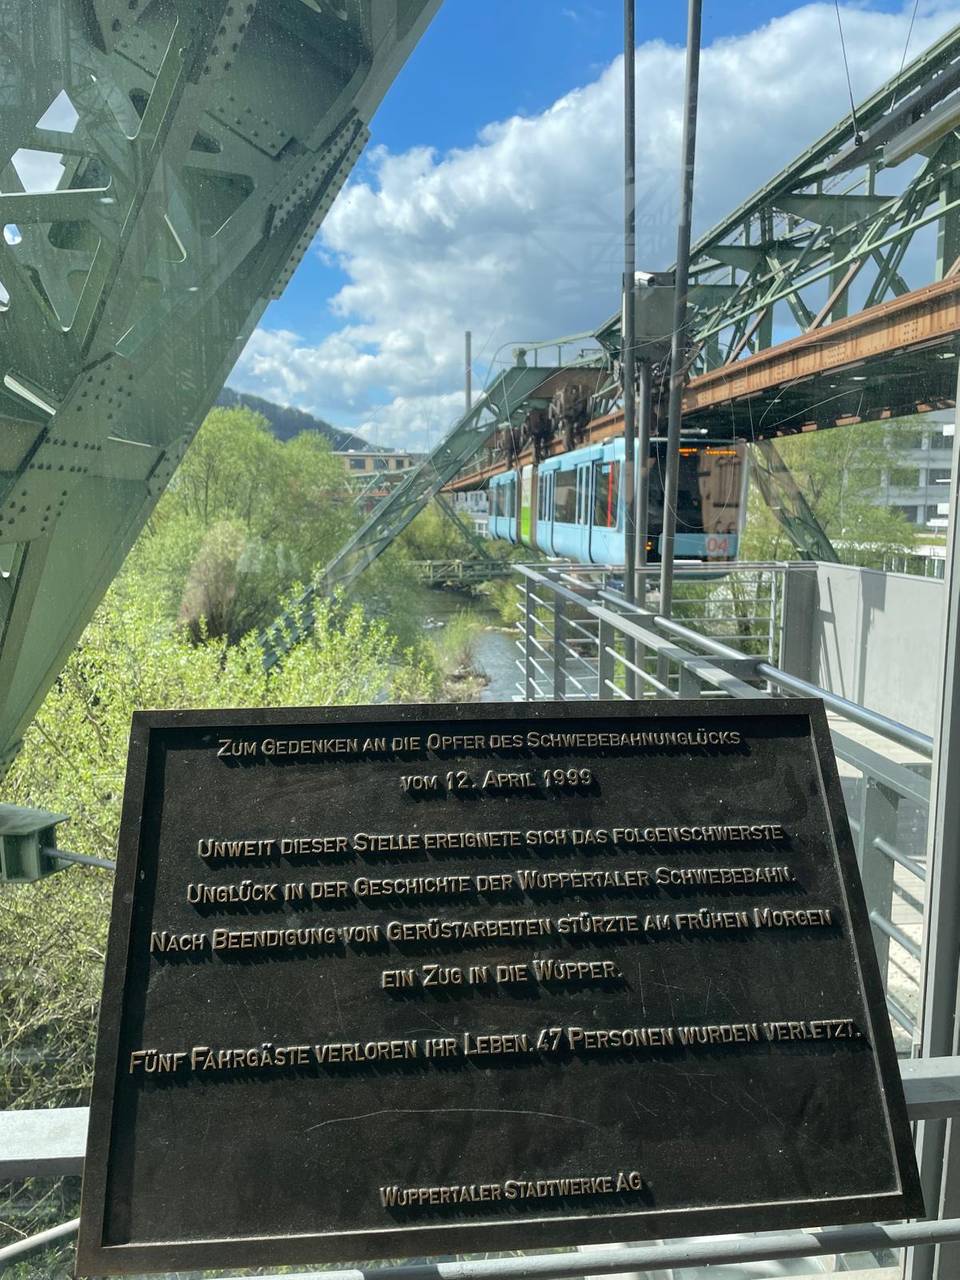 04
ZUM GEDENKEN AN DIE OPFER DES SCHWEBEBAHNUNGLÜCKS
VOM 12. APRIL 1999
UNWEIT DIESER STELLE EREIGNETE SICH DAS FOLGENSCHWERSTE
UNGLÜCK IN DER GESCHICHTE DER WUPPERTALER SCHWEBEBAHN.
NACH BEENDIGUNG VON GERÜSTARBEITEN STÜRZTE AM FRÜHEN MORGEN
EIN ZUG IN DIE WUPPER.
FÜNF FAHRGÄSTE VERLOREN IHR LEBEN. 47 PERSONEN WURDEN VERLETZT.
WUPPERTALER STADTWERKE AG